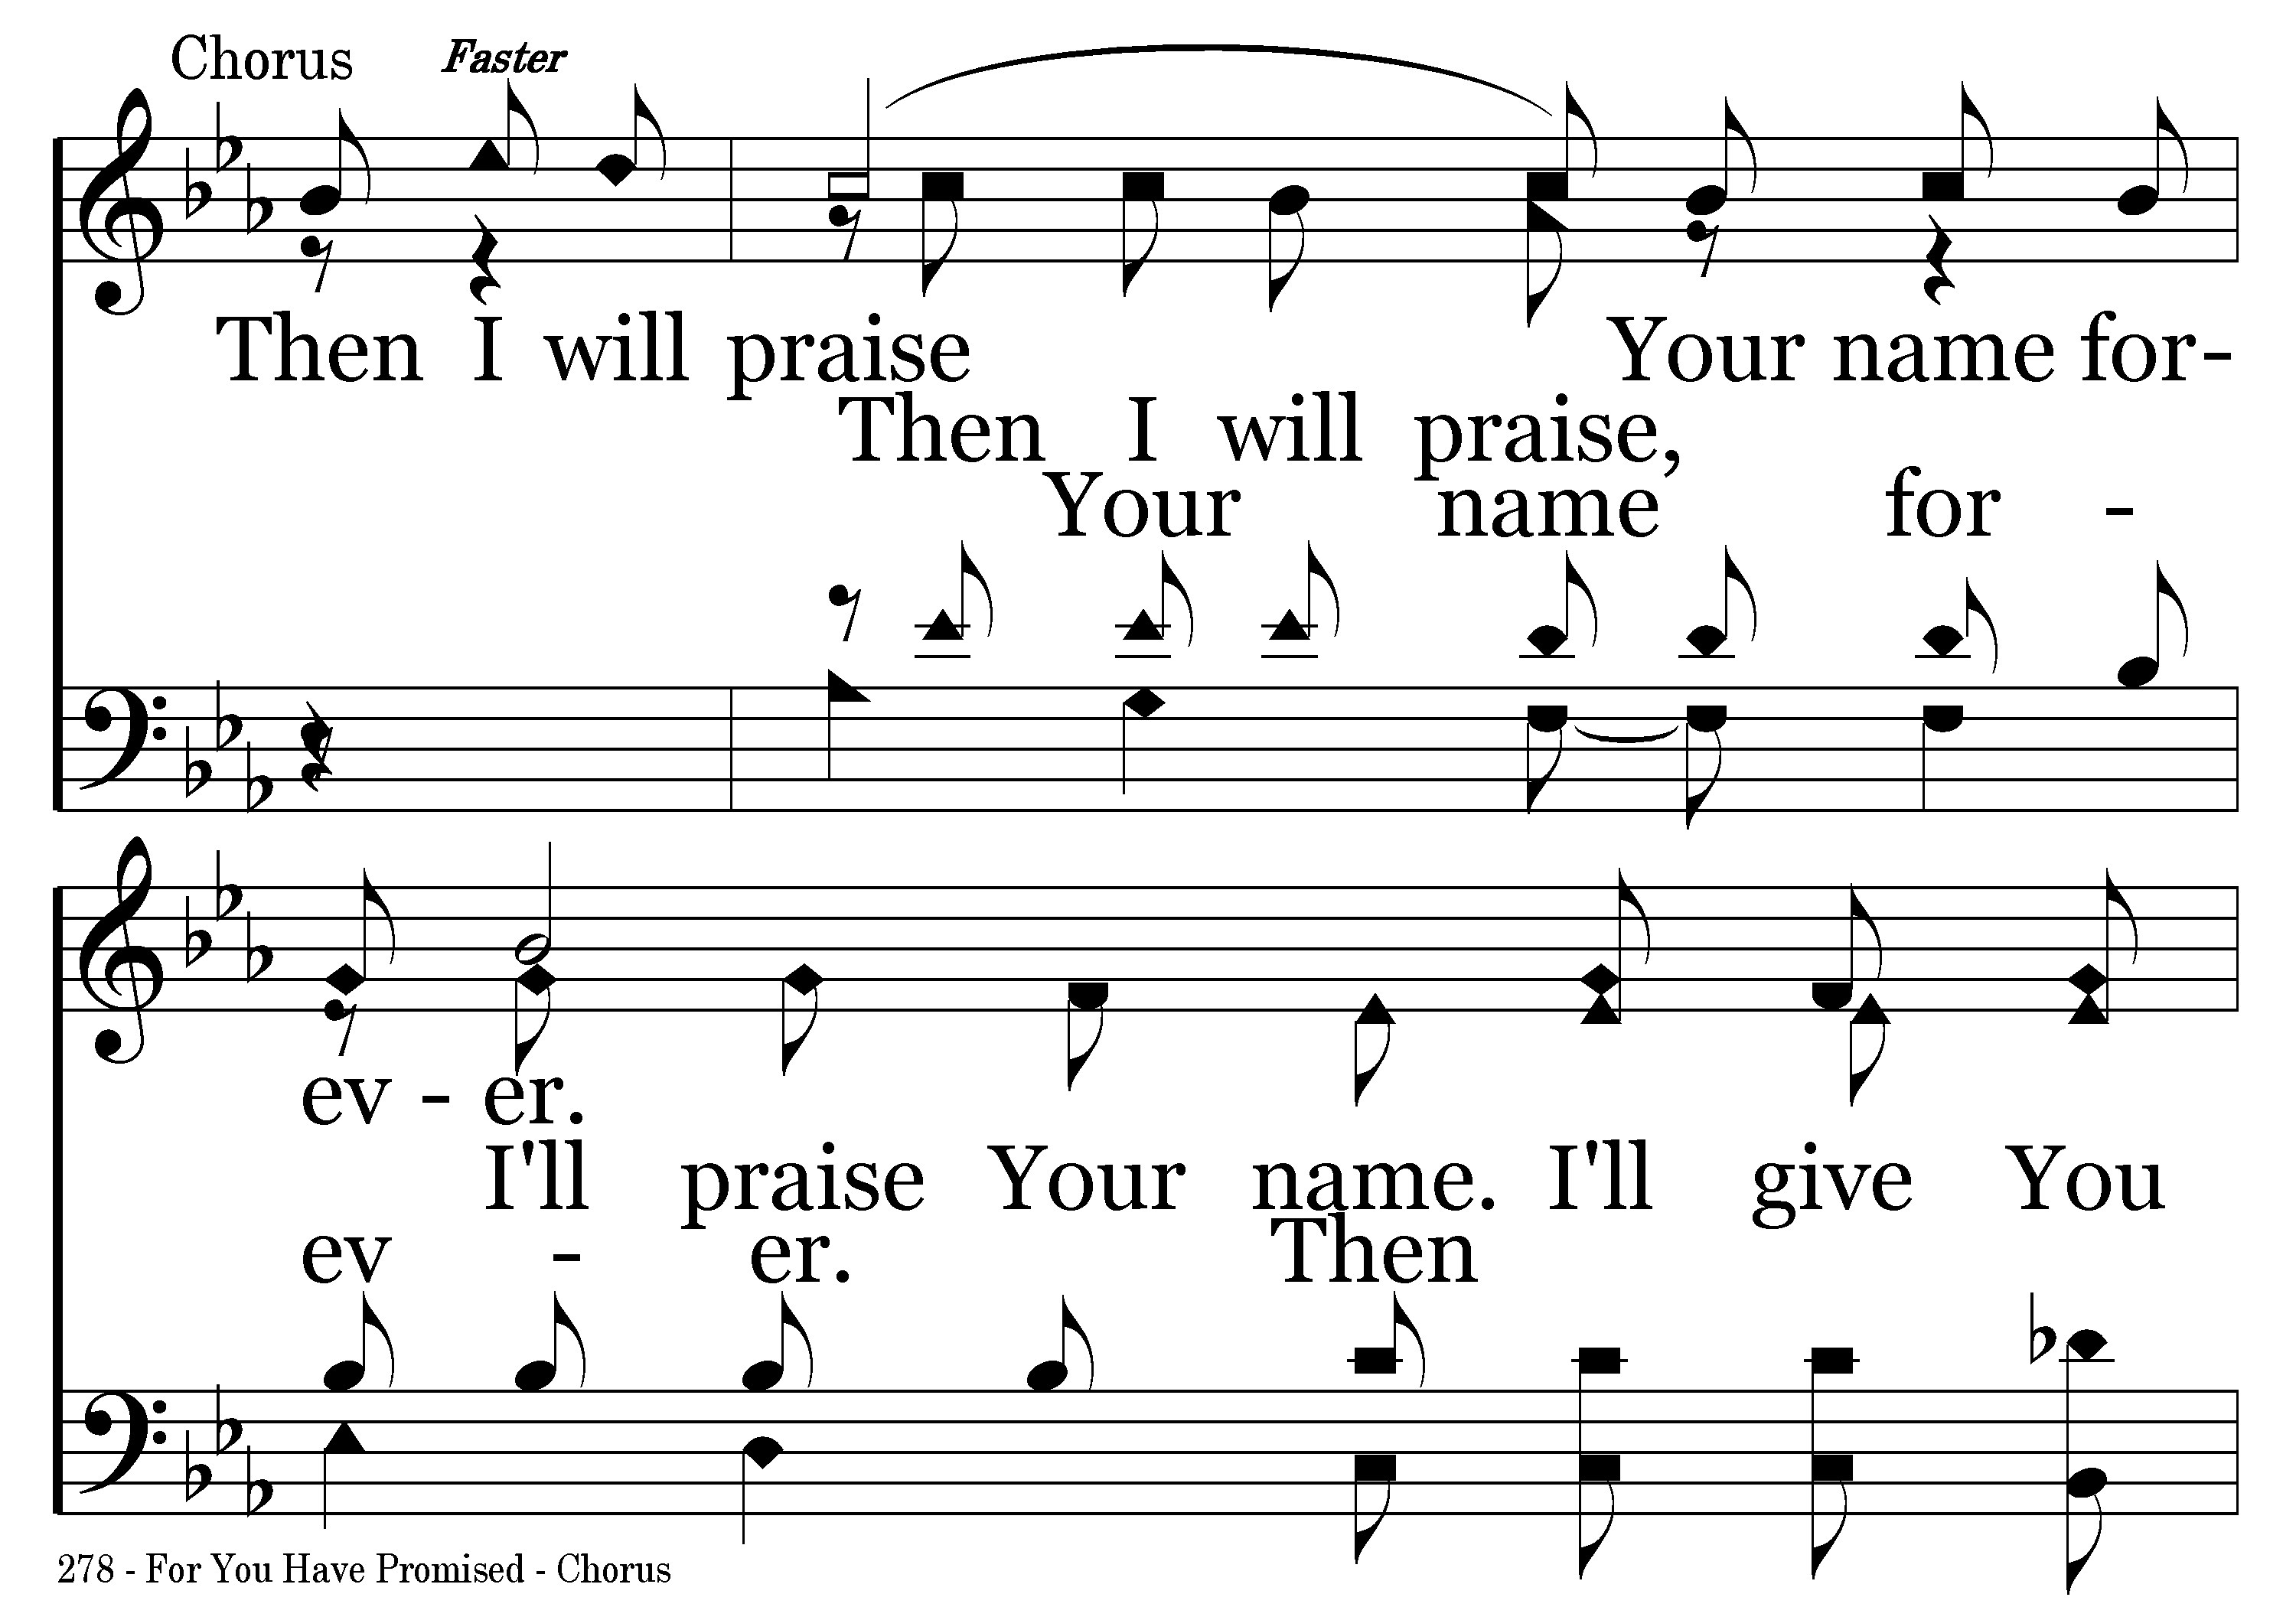 Chorus Faster
Then I will praise Your name for-
Then I will praise,
Your name for -
ev - er.
I'll praise Your name. I'll give You
ev - er. Then
278 - For You Have Promised - Chorus